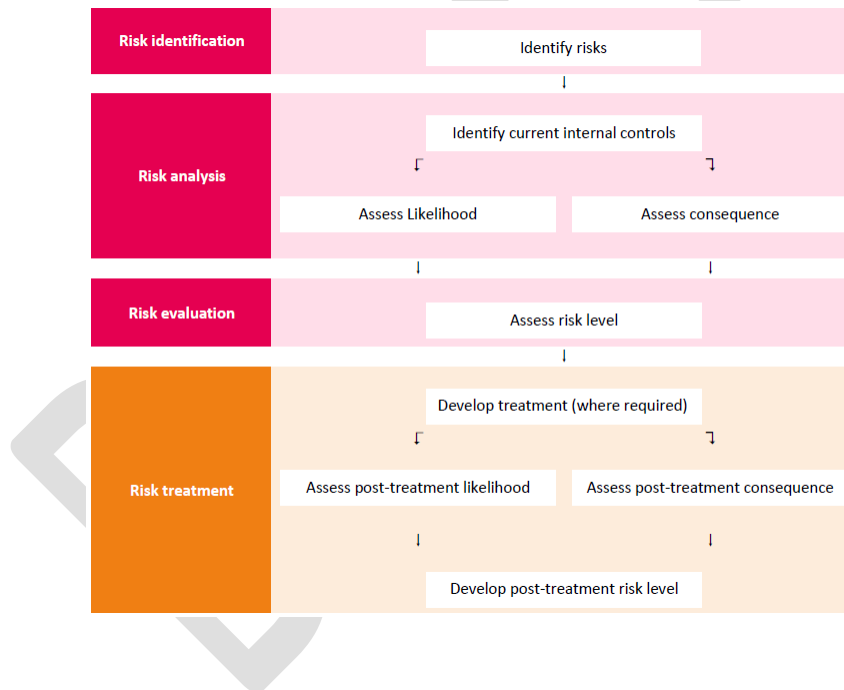 Risk identification
Identify risks
Identify current internal controls
Risk analysis
Assess Likelihood
Assess consequence
Risk evaluation
Assess risk level
Develop treatment (where required)
Risk treatment
Assess post-treatment likelihood
Assess post-treatment consequence
Develop post-treatment risk level